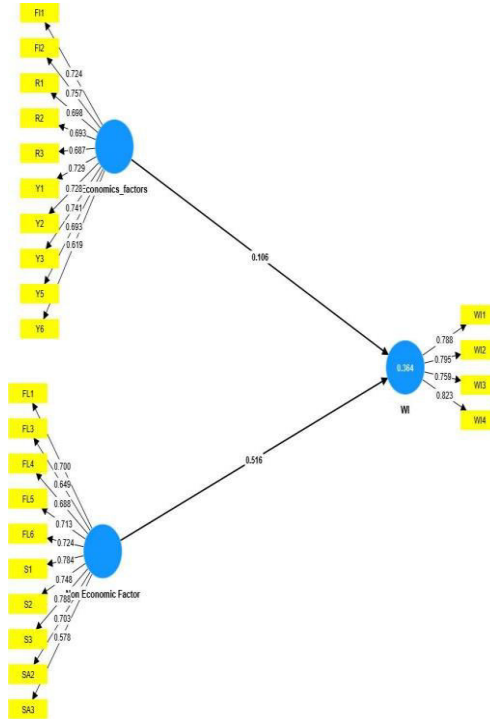 FI1
FI2
R1
R2
R3
Y1
Y2
Y3
Y5
Y6
0.724
0.757
0.698
0.693
0.687
0.729
0.728
0.741
0.693
0.619
Economics_factors
0.106
WI1
WI2
WI3
WI4
0.788
0.795
0.759
0.823
0.364
WI
0.516
FL1
FL3
FL4
FL5
FL6
S1
S2
S3
SA2
SA3
0.700
0.649
0.688
0.713
0.724
0.784
0.748
0.788
0.703
0.578
Non Economic Factor